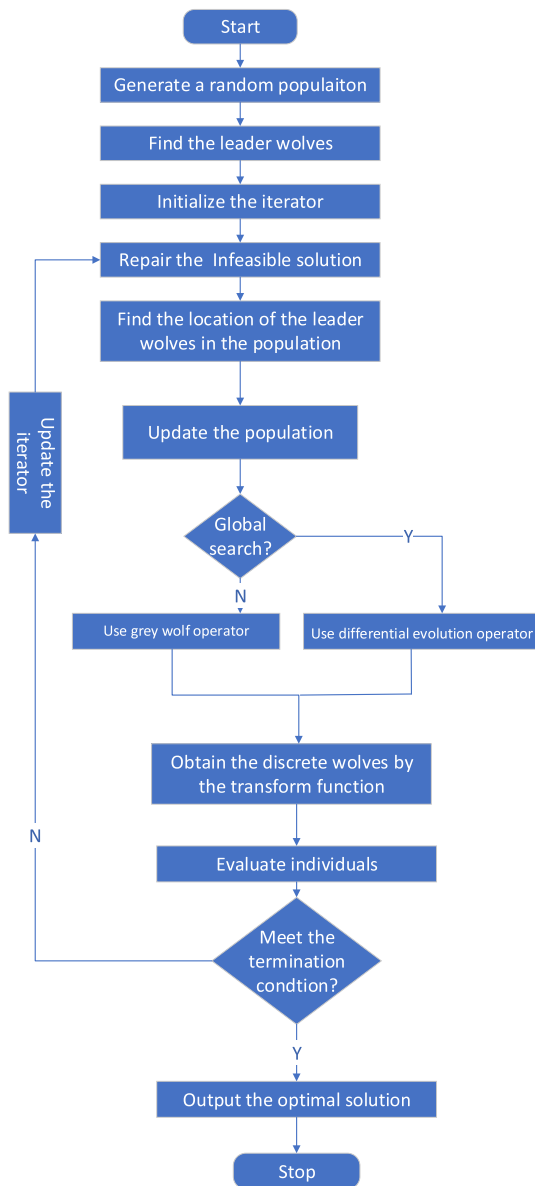 Start
Generate a random populaiton
Find the leader wolves
Initialize the iterator
Repair the Infeasible solution
Find the location of the leader
wolves in the population
Update the
iterator
Update the population
Global
search?
Y
N
Use grey wolf operator
Use differential evolution operator
Obtain the discrete wolves by
the transform function
N
Evaluate individuals
Meet the
termination
condtion?
Y
Output the optimal solution
Stop